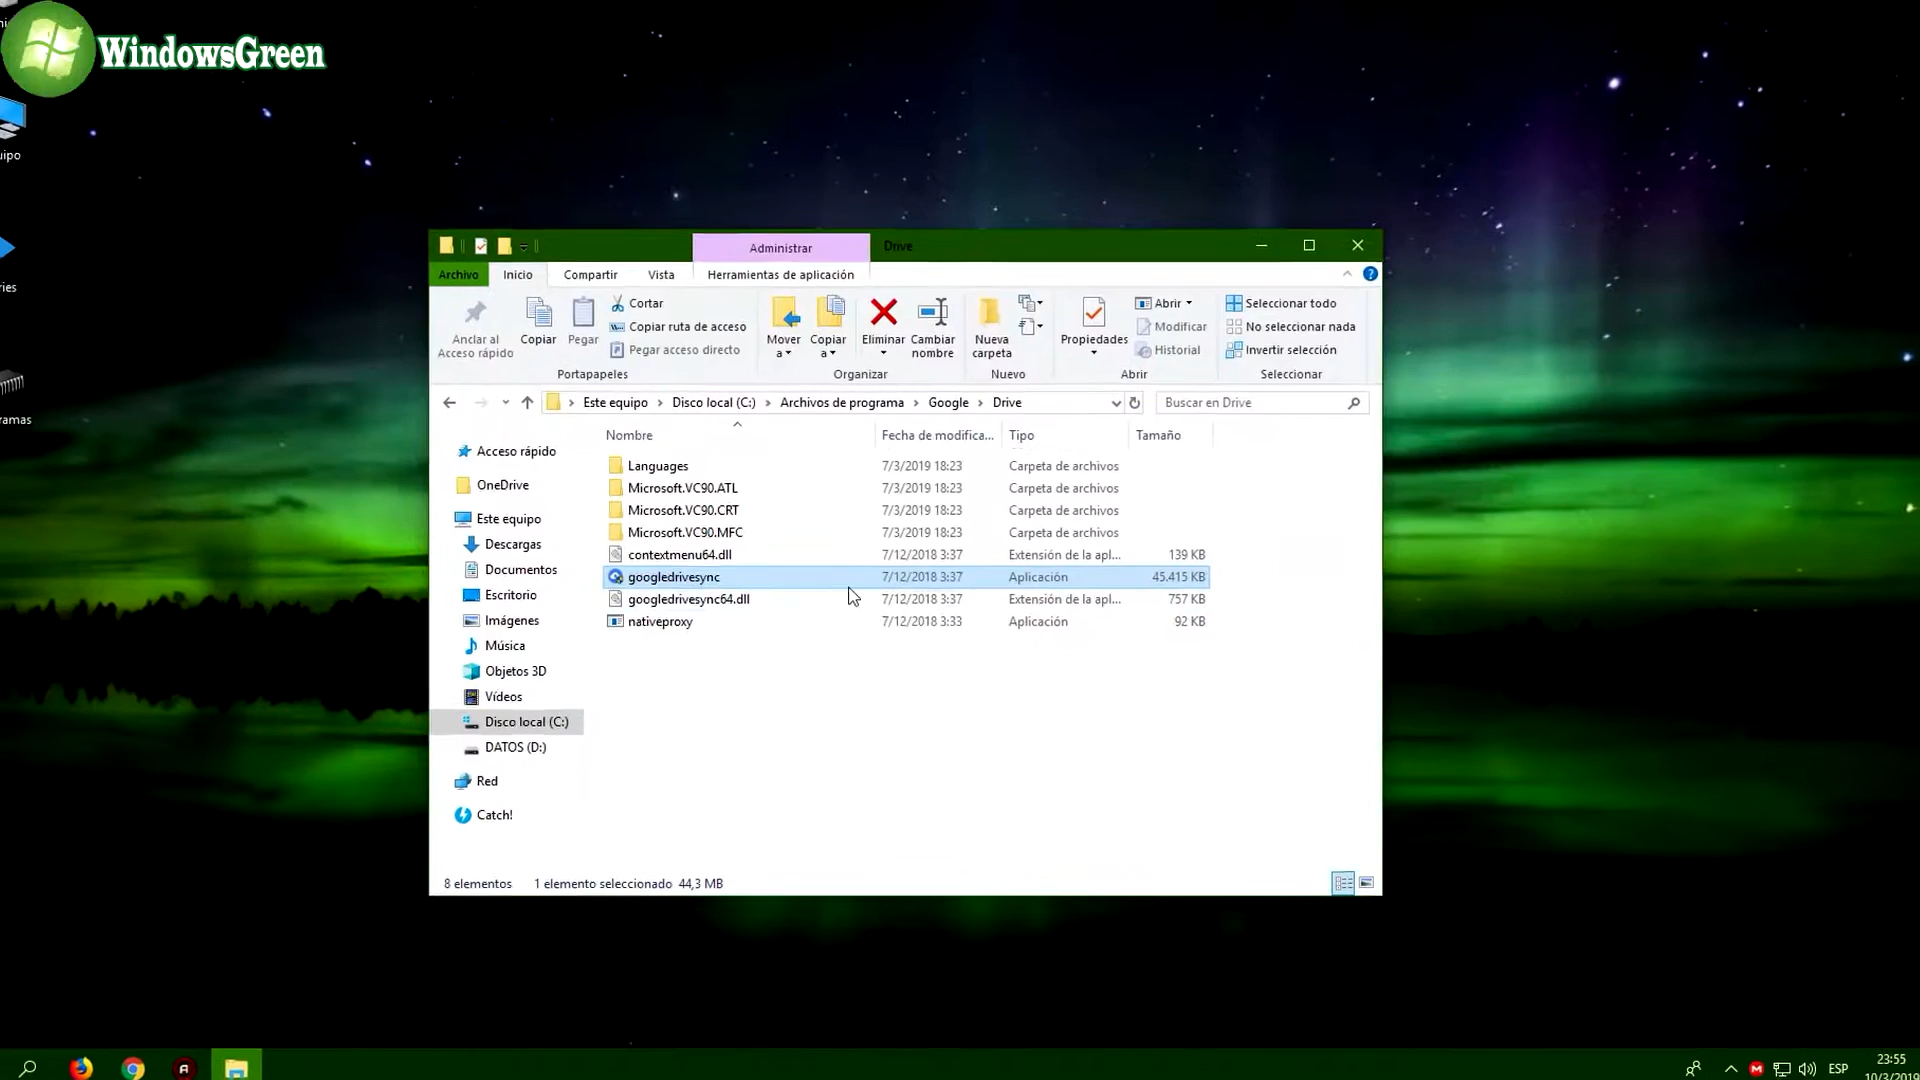 WindowsGreen
uipo
ries
ramas
Administrar
Drive
Archivo
Inicio
Compartir
Vista
Herramientas de aplicación
Anclar al
Acceso rápido
Copiar
Pegar
Cortar
Copiar ruta de acceso
Pegar acceso directo
Portapapeles
Mover
a
Copiar
a
Eliminar
Cambiar
nombre
Organizar
Nueva
carpeta
Nuevo
Propiedades
Abrir
Modificar
Historial
Abrir
Seleccionar todo
No seleccionar nada
Invertir selección
Seleccionar
Este equipo > Disco local (C:) > Archivos de programa > Google > Drive
Buscar en Drive
Nombre Fecha de modifica... Tipo Tamaño
Languages 7/3/2019 18:23 Carpeta de archivos
Microsoft.VC90.ATL 7/3/2019 18:23 Carpeta de archivos
Microsoft.VC90.CRT 7/3/2019 18:23 Carpeta de archivos
Microsoft.VC90.MFC 7/3/2019 18:23 Carpeta de archivos
contextmenu64.dll 7/12/2018 3:37 Extensión de la apl... 139 KB
googledrivesync 7/12/2018 3:37 Aplicación 45.415 KB
googledrivesync64.dll 7/12/2018 3:37 Extensión de la apl... 757 KB
nativeproxy 7/12/2018 3:33 Aplicación 92 KB
Acceso rápido
OneDrive
Este equipo
Descargas
Documentos
Escritorio
Imágenes
Música
Objetos 3D
Vídeos
Disco local (C:)
DATOS (D:)
Red
Catch!
8 elementos 1 elemento seleccionado 44,3 MB
ESP
23:55
10/3/2019